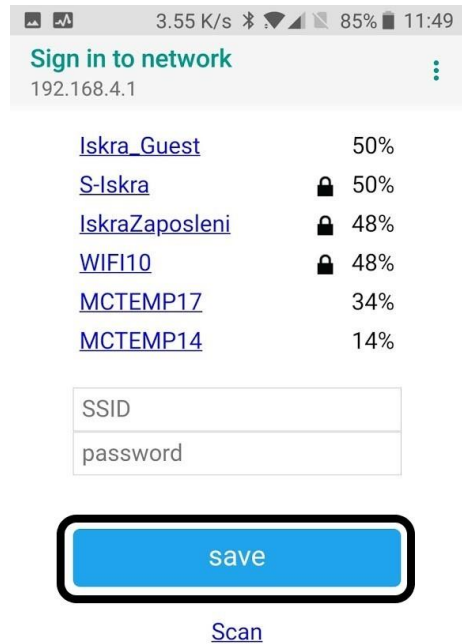 3.55 K/s 85% 11:49
Sign in to network
192.168.4.1
Iskra_Guest 50%
S-Iskra 50%
IskraZaposleni 48%
WIFI10 48%
MCTEMP17 34%
MCTEMP14 14%
SSID
password
save
Scan